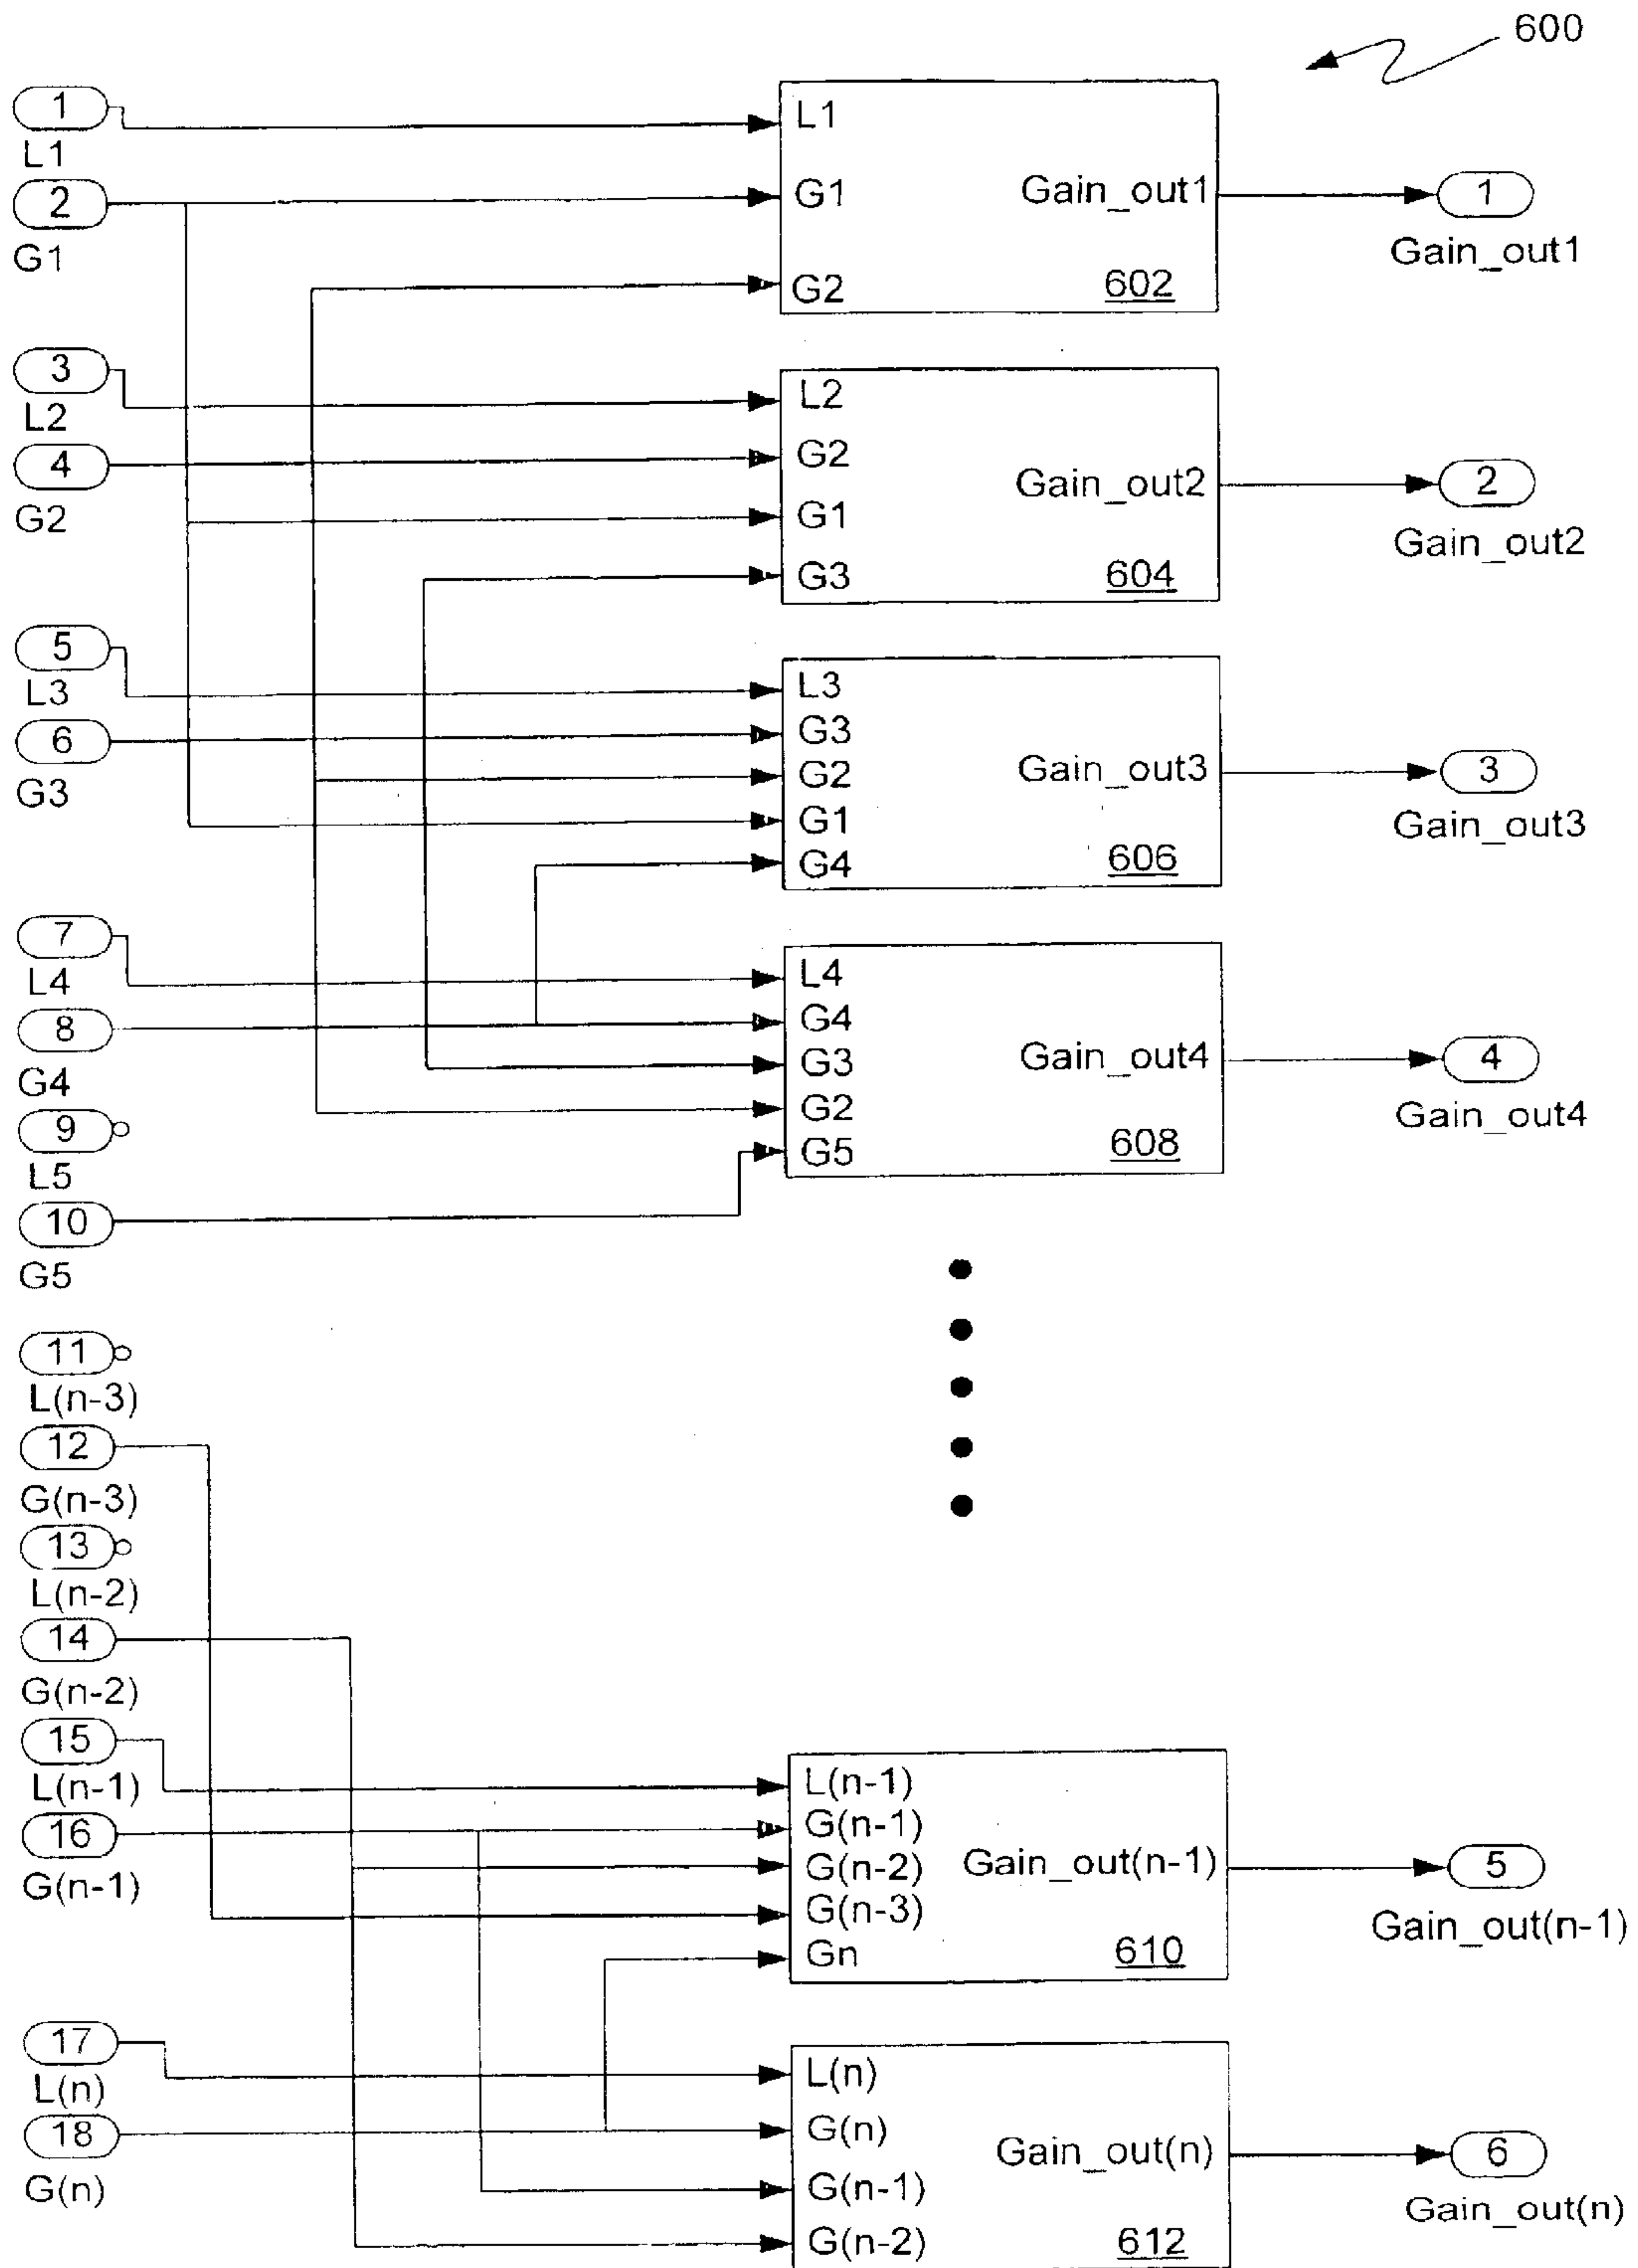 600
1
L1
2
G1
L1
G1
G2
Gain_out1
602
1
Gain_out1
3
L2
4
G2
L2
G2
G1
G3
Gain_out2
604
2
Gain_out2
5
L3
6
G3
L3
G3
G2
G1
G4
Gain_out3
606
3
Gain_out3
7
L4
8
G4
9
L5
10
G5
L4
G4
G3
G2
G5
Gain_out4
608
4
Gain_out4
11
L(n-3)
12
G(n-3)
13
L(n-2)
14
G(n-2)
15
L(n-1)
16
G(n-1)
L(n-1)
G(n-1)
G(n-2)
G(n-3)
Gn
Gain_out(n-1)
610
5
Gain_out(n-1)
17
L(n)
18
G(n)
L(n)
G(n)
G(n-1)
G(n-2)
Gain_out(n)
612
6
Gain_out(n)